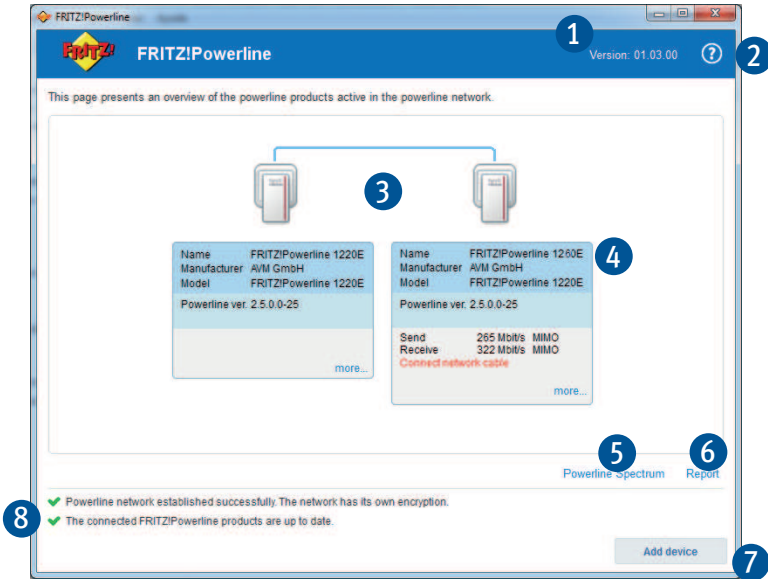 FRITZ!Powerline
1
FRITZ!
FRITZ!Powerline
Version: 01.03.00
?
2
This page presents an overview of the powerline products active in the powerline network.
3
Name FRITZ!Powerline 1220E
Manufacturer AVM GmbH
Model FRITZ!Powerline 1220E
Powerline ver. 2.5.0.0-25
more...
Name FRITZ!Powerline 1260E
Manufacturer AVM GmbH
Model FRITZ!Powerline 1220E
Powerline ver. 2.5.0.0-25
Send 265 Mbit/s MIMO
Receive 322 Mbit/s MIMO
Connect network cable
more...
4
5
6
Powerline Spectrum
Report
8
Powerline network established successfully. The network has its own encryption.
The connected FRITZ!Powerline products are up to date.
Add device
7